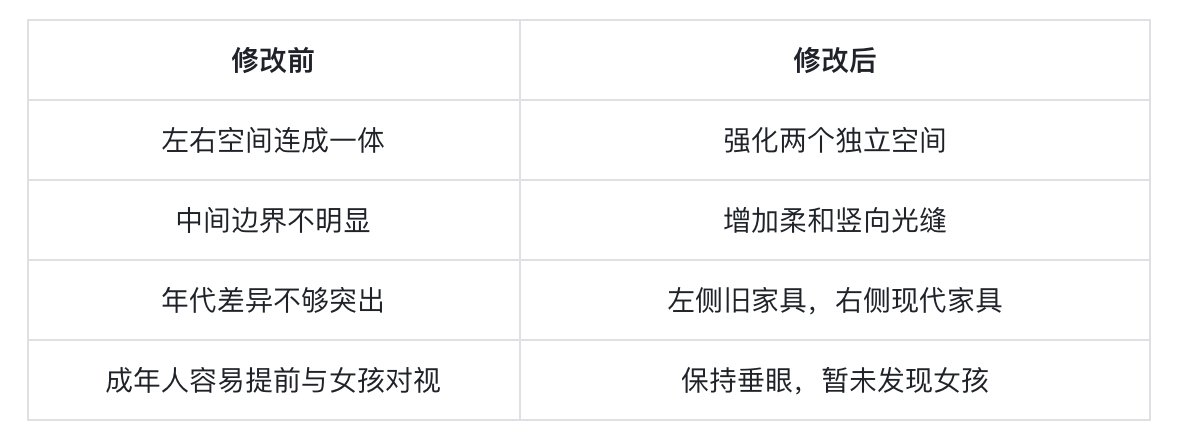 修改前 修改后
左右空间连成一体 强化两个独立空间
中间边界不明显 增加柔和竖向光缝
年代差异不够突出 左侧旧家具，右侧现代家具
成年人容易提前与女孩对视 保持垂眼，暂未发现女孩